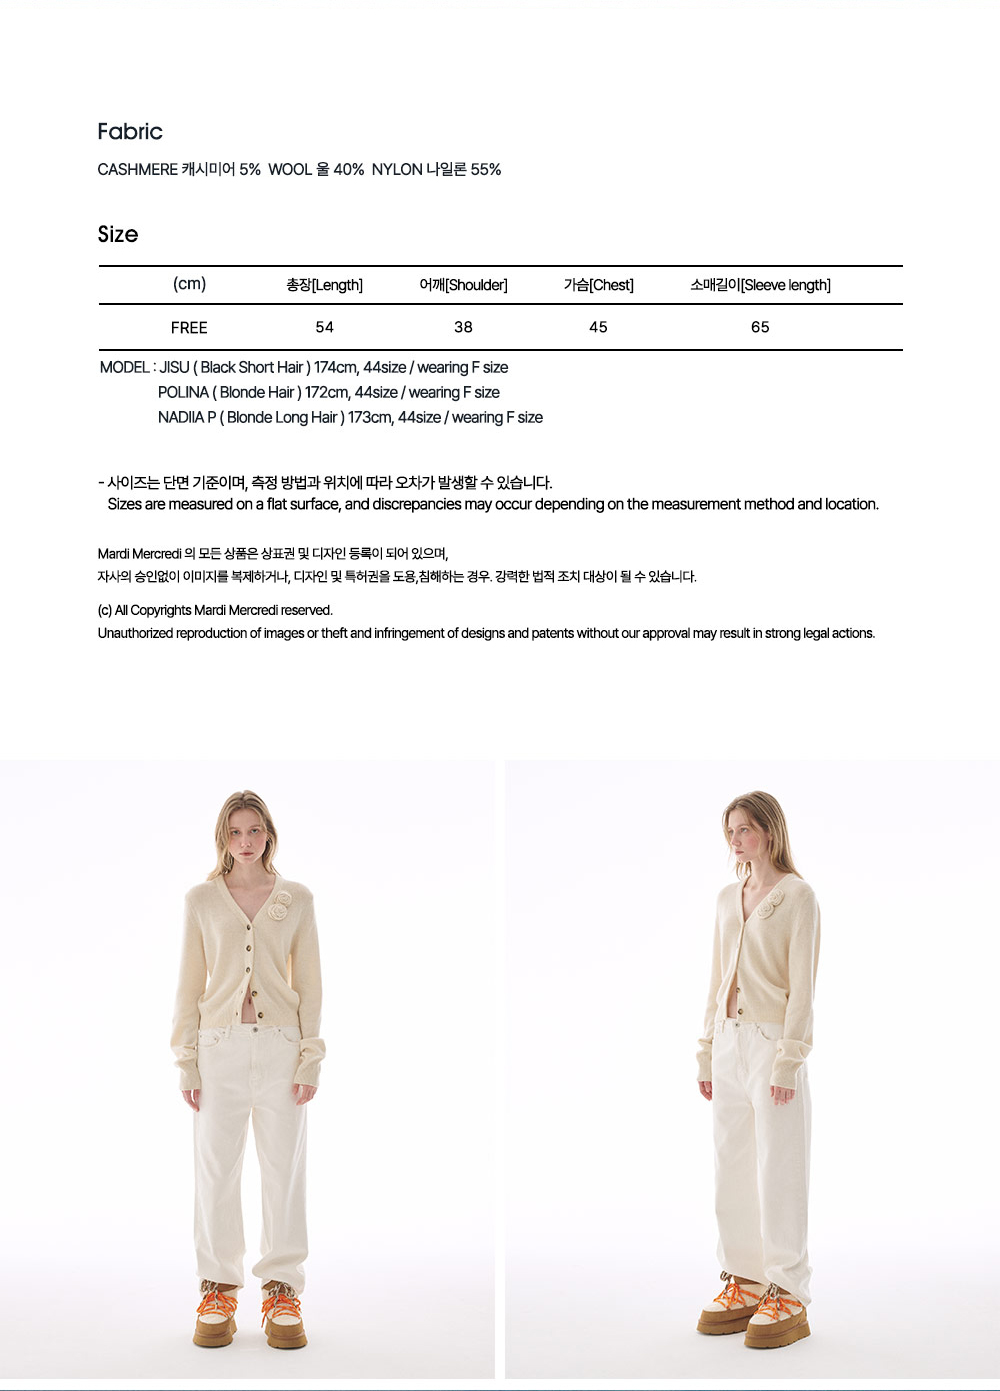 Fabric
CASHMERE 캐시미어 5% WOOL 울 40% NYLON 나일론 55%
Size
(cm) 총장[Length] 어깨[Shoulder] 가슴[Chest] 소매길이[Sleeve length]
FREE 54 38 45 65
MODEL : JISU ( Black Short Hair ) 174cm, 44size / wearing F size
POLINA ( Blonde Hair ) 172cm, 44size / wearing F size
NADIIA P ( Blonde Long Hair ) 173cm, 44size / wearing F size
- 사이즈는 단면 기준이며, 측정 방법과 위치에 따라 오차가 발생할 수 있습니다.
Sizes are measured on a flat surface, and discrepancies may occur depending on the measurement method and location.
Mardi Mercredi 의 모든 상품은 상표권 및 디자인 등록이 되어 있으며,
자사의 승인없이 이미지를 복제하거나, 디자인 및 특허권을 도용,침해하는 경우. 강력한 법적 조치 대상이 될 수 있습니다.
(c) All Copyrights Mardi Mercredi reserved.
Unauthorized reproduction of images or theft and infringement of designs and patents without our approval may result in strong legal actions.